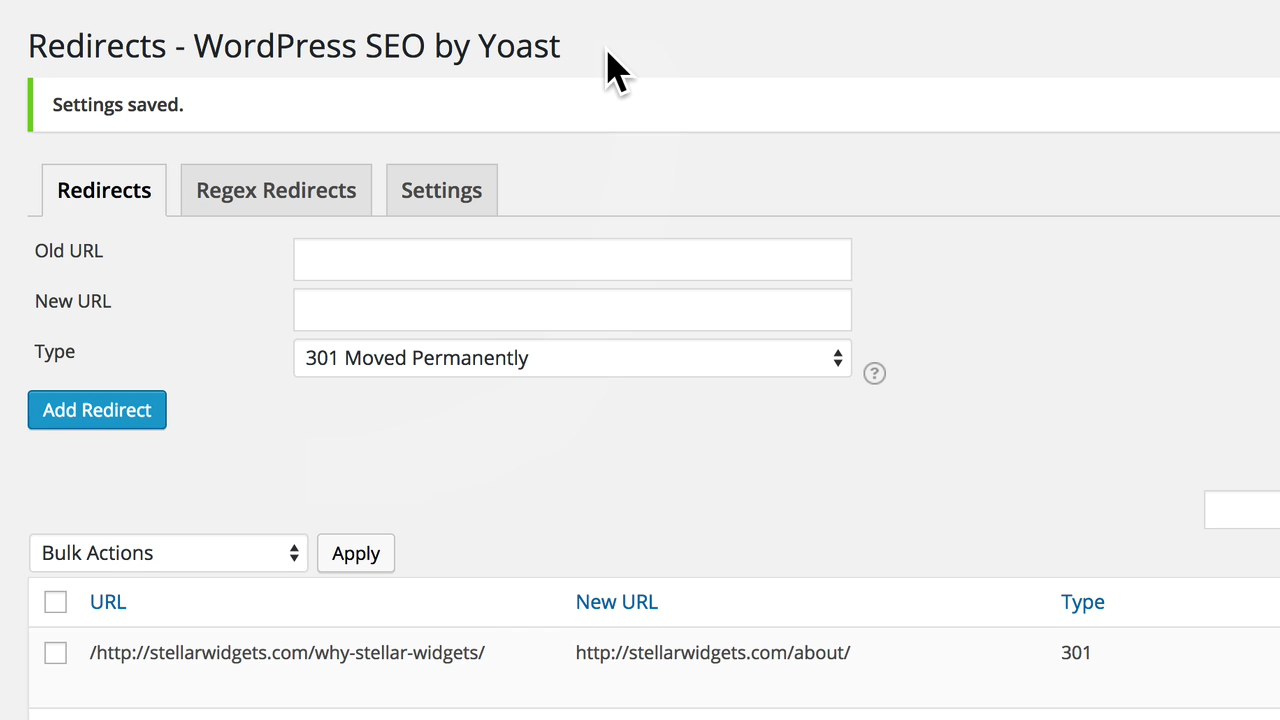 Redirects - WordPress SEO by Yoast
Settings saved.
Redirects Regex Redirects Settings
Old URL
New URL
Type 301 Moved Permanently ?
Add Redirect
Bulk Actions Apply
URL New URL Type
/http://stellarwidgets.com/why-stellar-widgets/ http://stellarwidgets.com/about/ 301